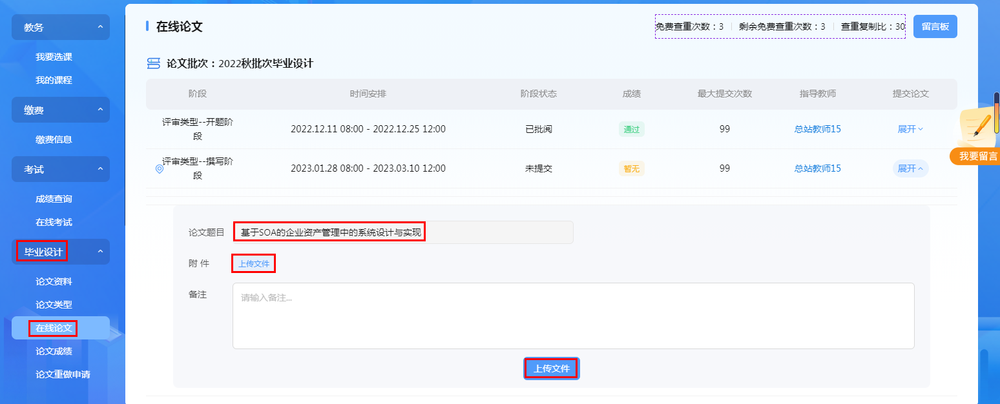 教务
我要选课
我的课程
缴费
缴费信息
考试
成绩查询
在线考试
毕业设计
论文资料
论文类型
在线论文
论文成绩
论文重做申请
在线论文
免费查重次数：3 剩余免费查重次数：3 查重复制比：30
留言板
论文批次：2022秋批次毕业设计
阶段 时间安排 阶段状态 成绩 最大提交次数 指导教师 提交论文
评审类型--开题阶
段
2022.12.11 08:00 - 2022.12.25 12:00 已批阅 通过 99 总站教师15 展开
评审类型--撰写阶
段
2023.01.28 08:00 - 2023.03.10 12:00 未提交 暂无 99 总站教师15 展开
我要留言
论文题目 基于SOA的企业资产管理中的系统设计与实现
附 件 上传文件
备注 请输入备注...
上传文件